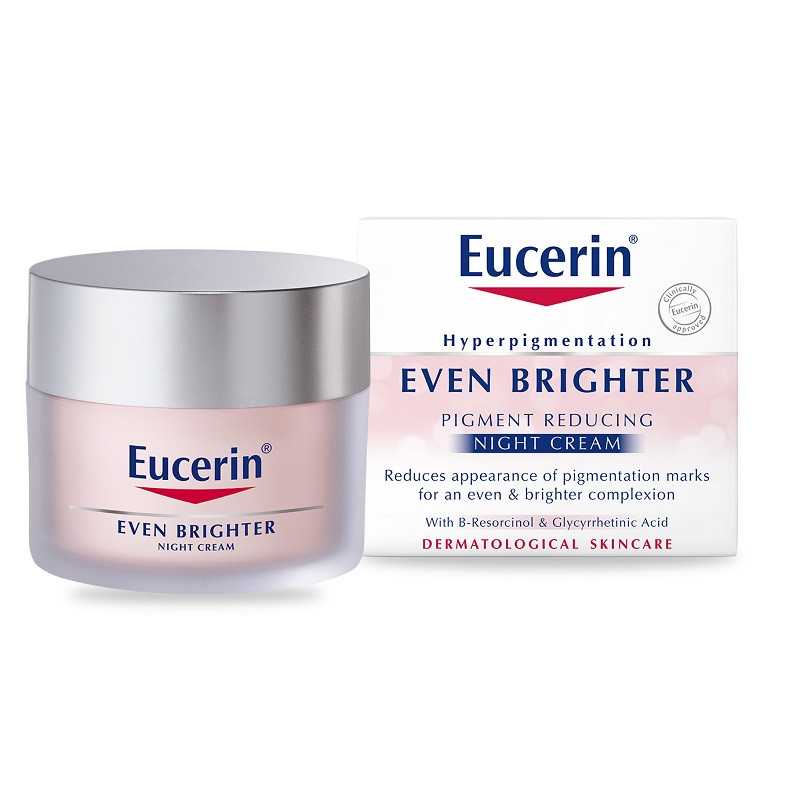 Eucerin®
EVEN BRIGHTER
NIGHT CREAM
Eucerin®
Clinically
Eucerin
approved
Hyperpigmentation
EVEN BRIGHTER
PIGMENT REDUCING
NIGHT CREAM
Reduces appearance of pigmentation marks
for an even & brighter complexion
With B-Resorcinol & Glycyrrhetinic Acid
DERMATOLOGICAL SKINCARE